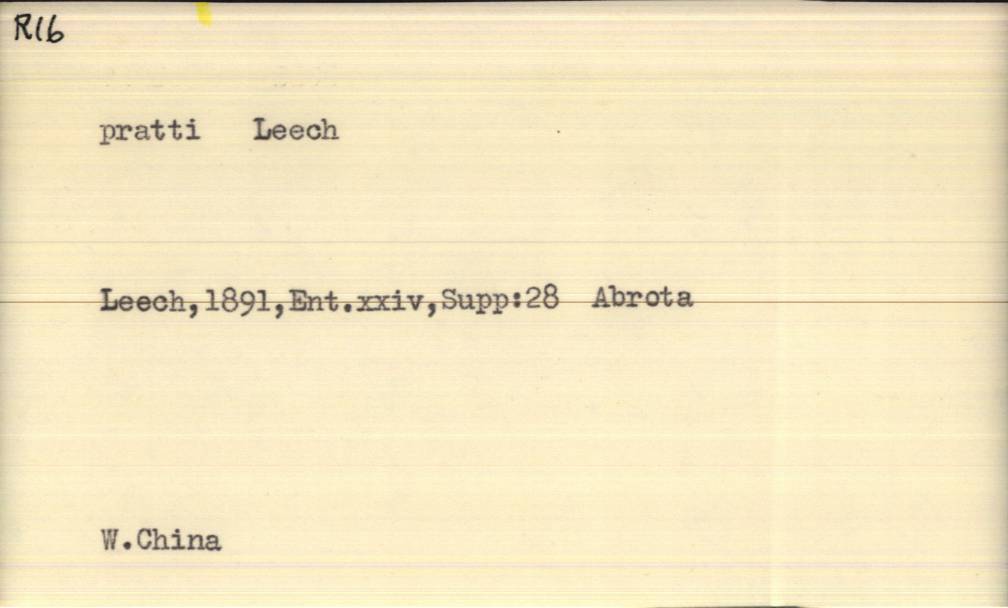 R16
pratti Leech
Leech,1891,Ent.xxiv,Supp:28 Abrota
W.China